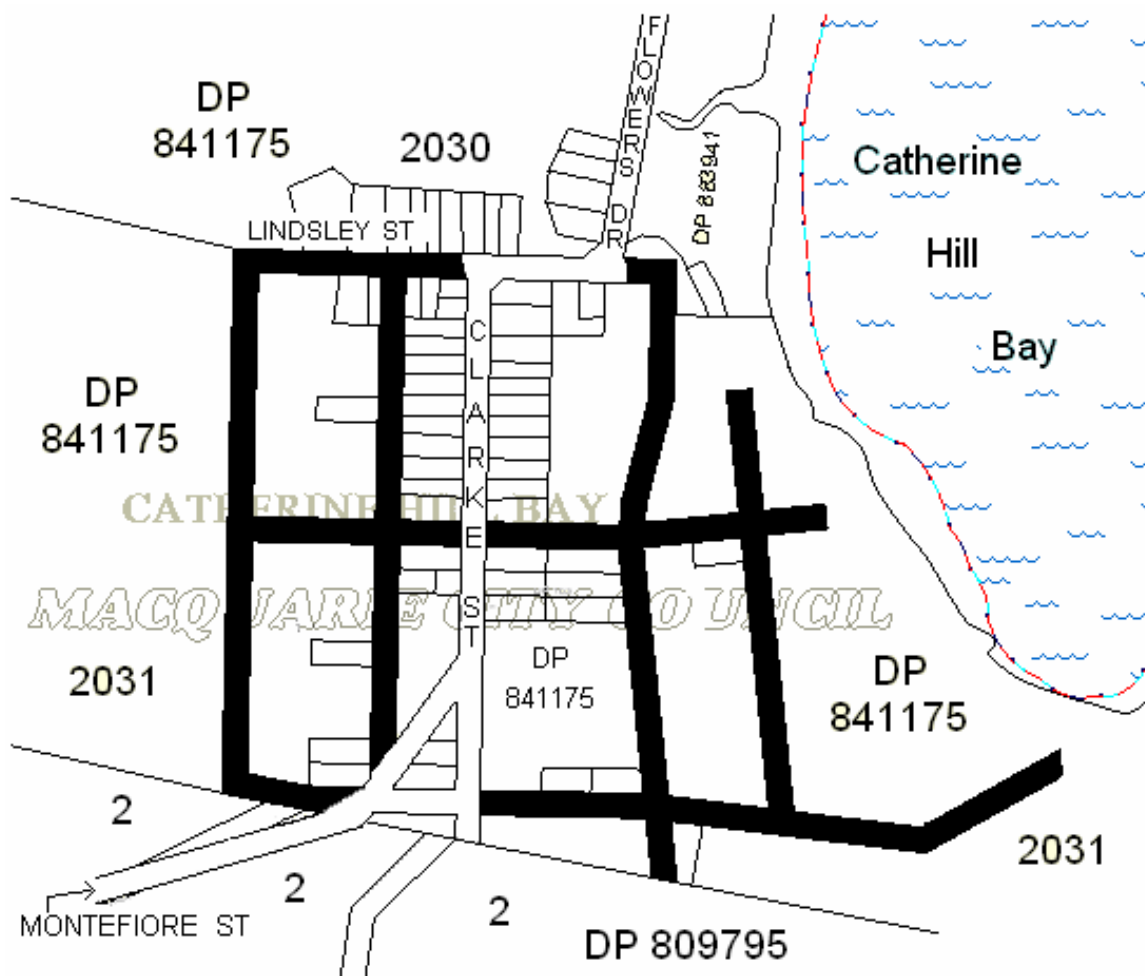 FLOWERS DR
DP
841175
2030
DP 883941
Catherine
Hill
Bay
LINDSLEY ST
CLARKE ST
DP
841175
CATHERINE HILL BAY
MACQUARIE CITY COUNCIL
2031
DP
841175
DP
841175
2
2
2
2031
MONTEFIORE ST
DP 809795